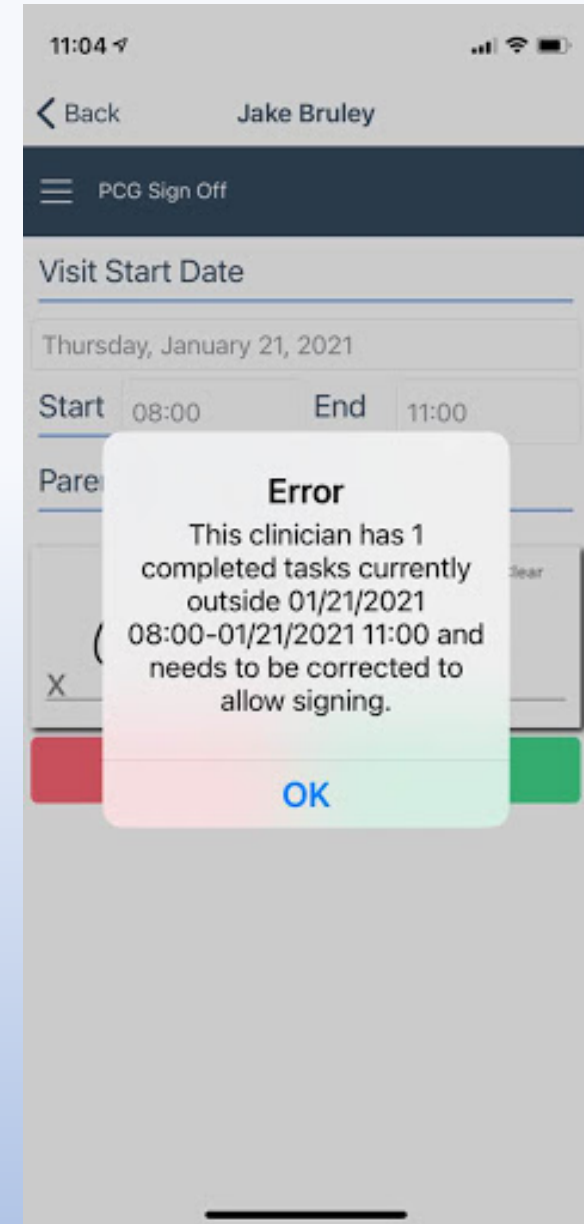 11:04
Back Jake Bruley
PCG Sign Off
Visit Start Date
Thursday, January 21, 2021
Start 08:00 End 11:00
Error
This clinician has 1
completed tasks currently
outside 01/21/2021
08:00-01/21/2021 11:00 and
needs to be corrected to
allow signing.
X
OK